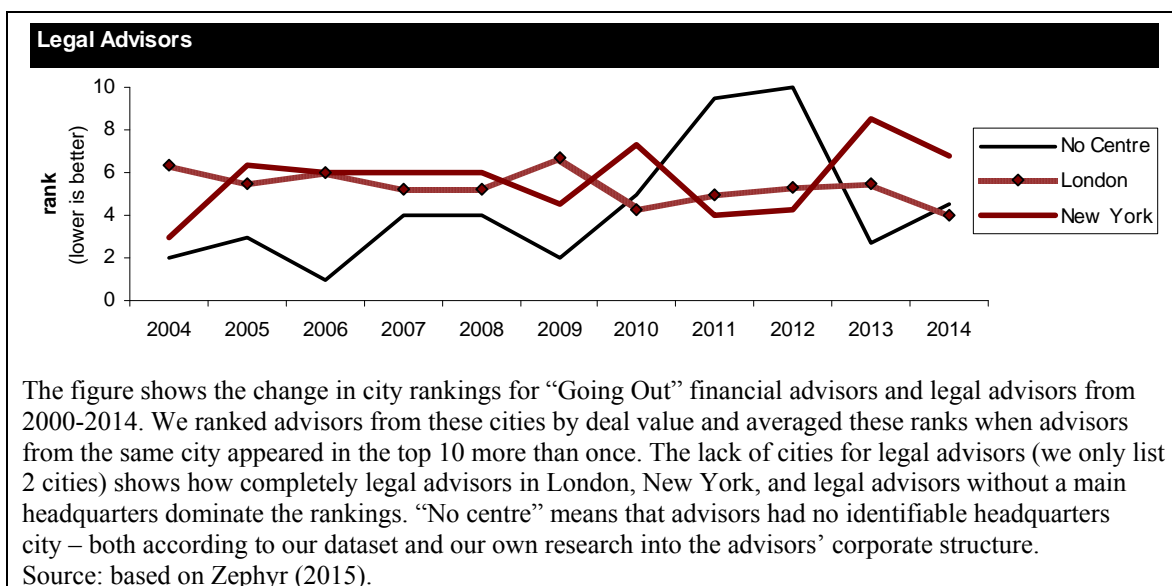 Legal Advisors
rank
(lower is better)
10
8
6
4
2
0
2004 2005 2006 2007 2008 2009 2010 2011 2012 2013 2014
No Centre
London
New York
The figure shows the change in city rankings for “Going Out” financial advisors and legal advisors from
2000-2014. We ranked advisors from these cities by deal value and averaged these ranks when advisors
from the same city appeared in the top 10 more than once. The lack of cities for legal advisors (we only list
2 cities) shows how completely legal advisors in London, New York, and legal advisors without a main
headquarters dominate the rankings. “No centre” means that advisors had no identifiable headquarters
city – both according to our dataset and our own research into the advisors’ corporate structure.
Source: based on Zephyr (2015).